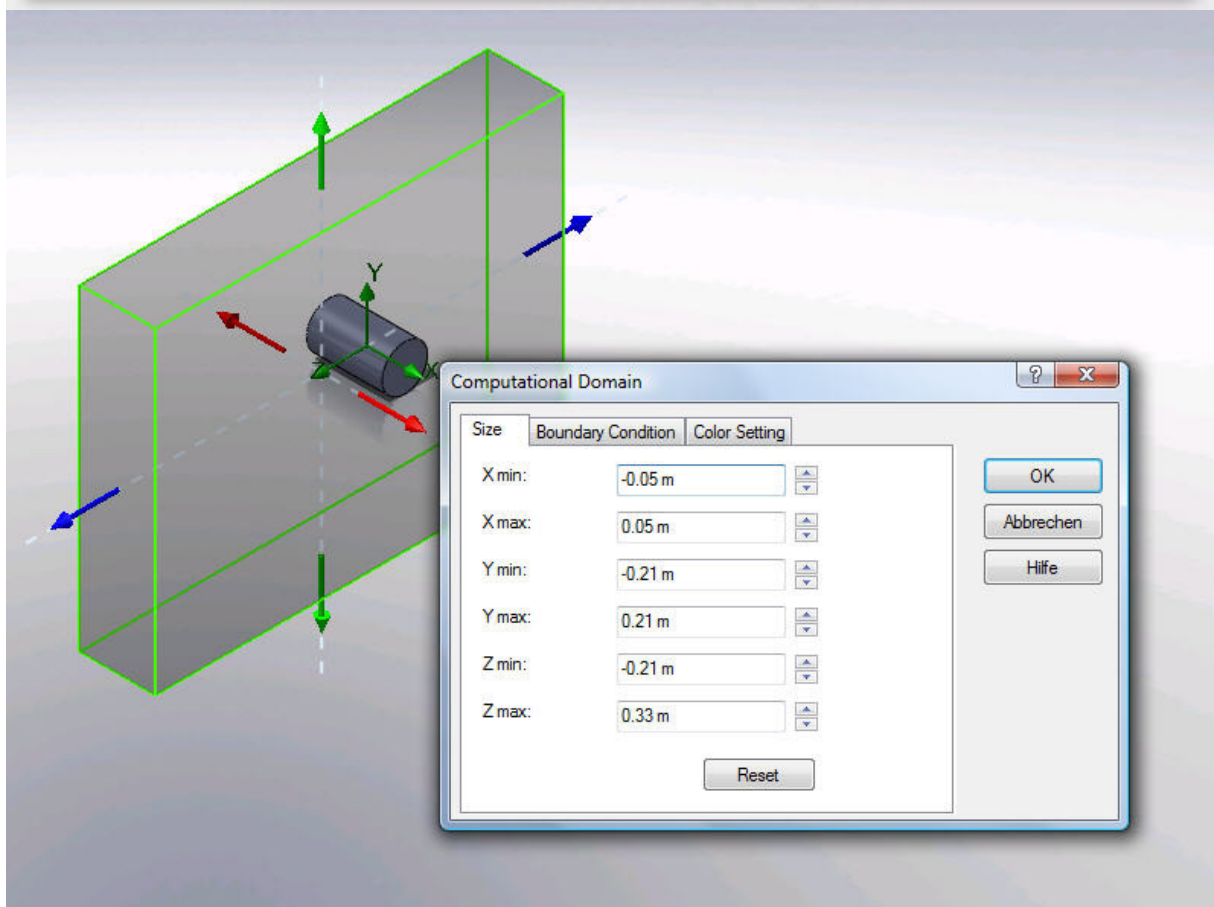 Y
X
Computational Domain
Size Boundary Condition Color Setting
X min: -0.05 m
X max: 0.05 m
Y min: -0.21 m
Y max: 0.21 m
Z min: -0.21 m
Z max: 0.33 m
Reset
OK
Abbrechen
Hilfe